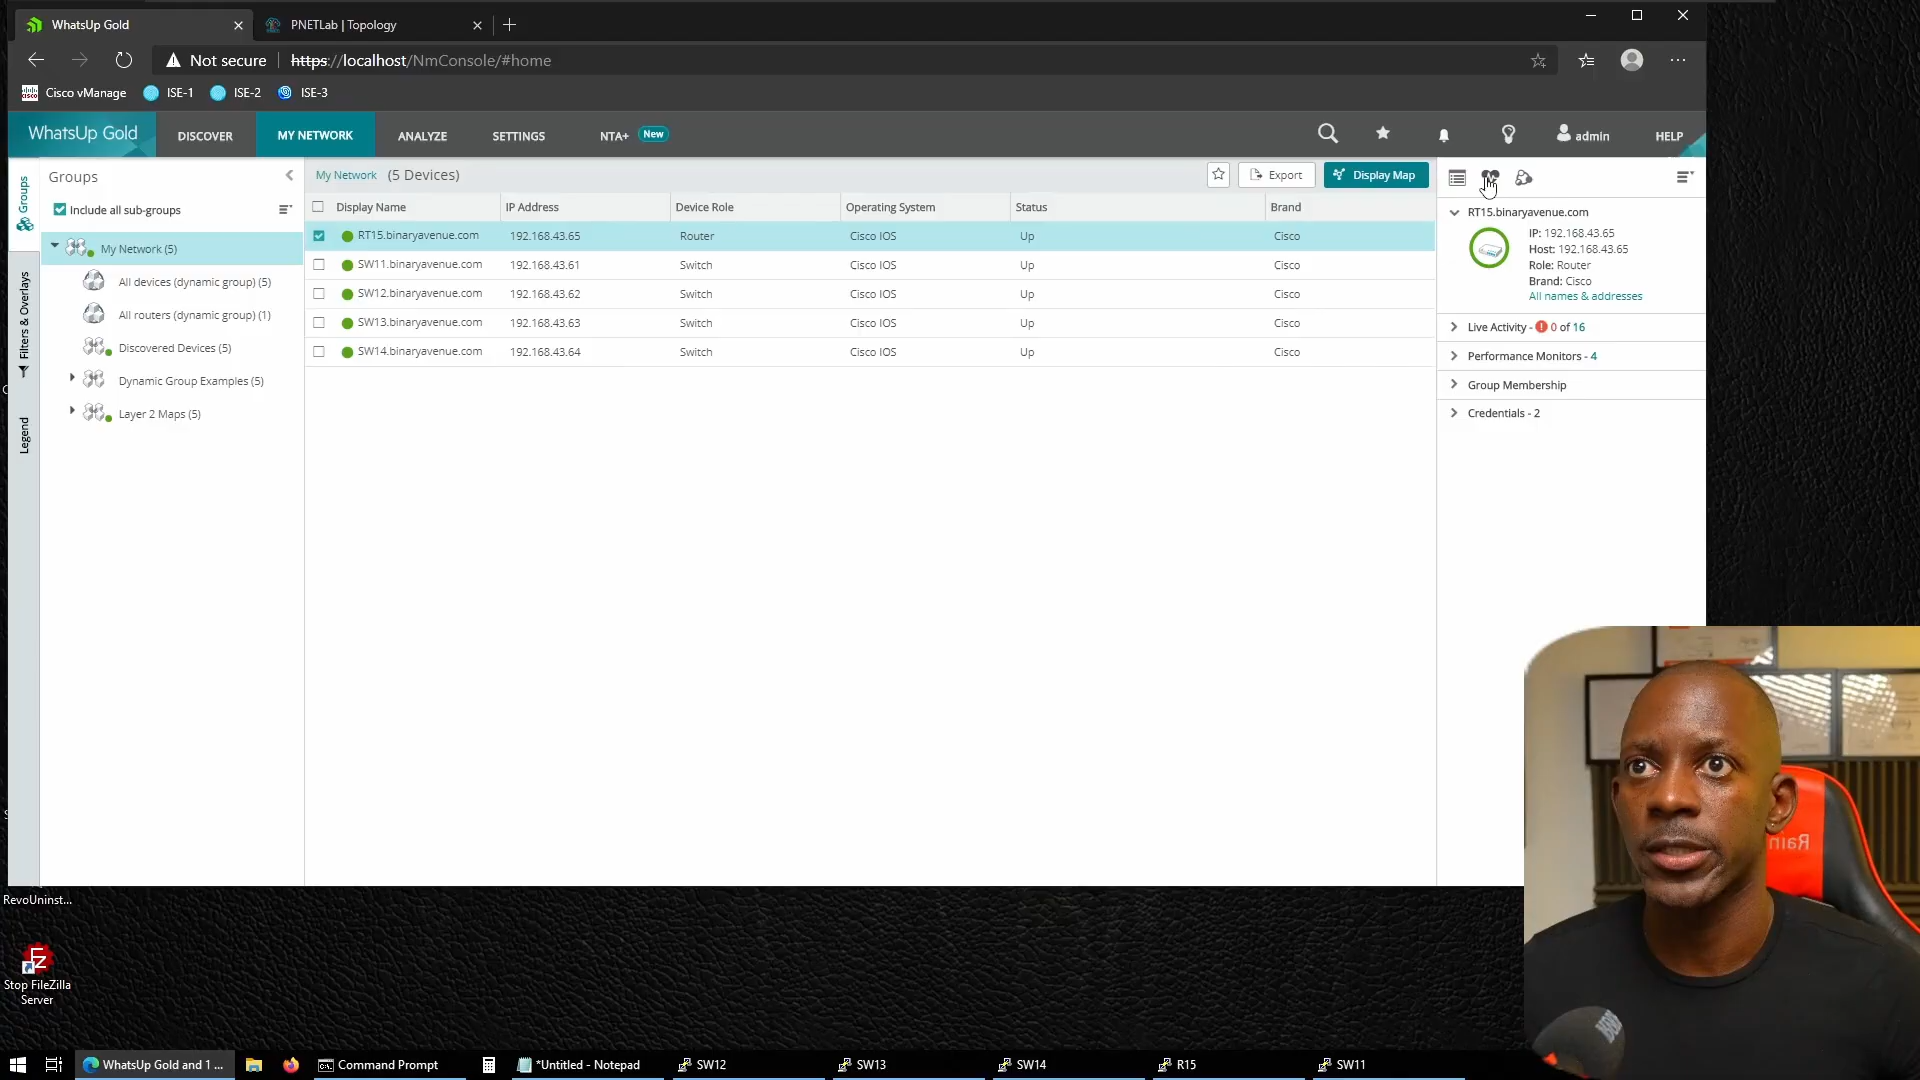 WhatsUp Gold
PNETLab | Topology
Not secure
https://localhost/NmConsole/#home
Cisco vManage
ISE-1
ISE-2
ISE-3
WhatsUp Gold
DISCOVER
MY NETWORK
ANALYZE
SETTINGS
NTA+
New
admin
HELP
Groups
Filters & Overlays
Legend
Groups
Include all sub-groups
My Network (5)
All devices (dynamic group) (5)
All routers (dynamic group) (1)
Discovered Devices (5)
Dynamic Group Examples (5)
Layer 2 Maps (5)
My Network (5 Devices)
Export
Display Map
Display Name IP Address Device Role Operating System Status Brand
RT15.binaryavenue.com 192.168.43.65 Router Cisco IOS Up Cisco
SW11.binaryavenue.com 192.168.43.61 Switch Cisco IOS Up Cisco
SW12.binaryavenue.com 192.168.43.62 Switch Cisco IOS Up Cisco
SW13.binaryavenue.com 192.168.43.63 Switch Cisco IOS Up Cisco
SW14.binaryavenue.com 192.168.43.64 Switch Cisco IOS Up Cisco
RT15.binaryavenue.com
IP: 192.168.43.65
Host: 192.168.43.65
Role: Router
Brand: Cisco
All names & addresses
Live Activity - 0 of 16
Performance Monitors - 4
Group Membership
Credentials - 2
RevoUninst...
Stop FileZilla
Server
WhatsUp Gold and 1 ...
Command Prompt
*Untitled - Notepad
SW12
SW13
SW14
R15
SW11